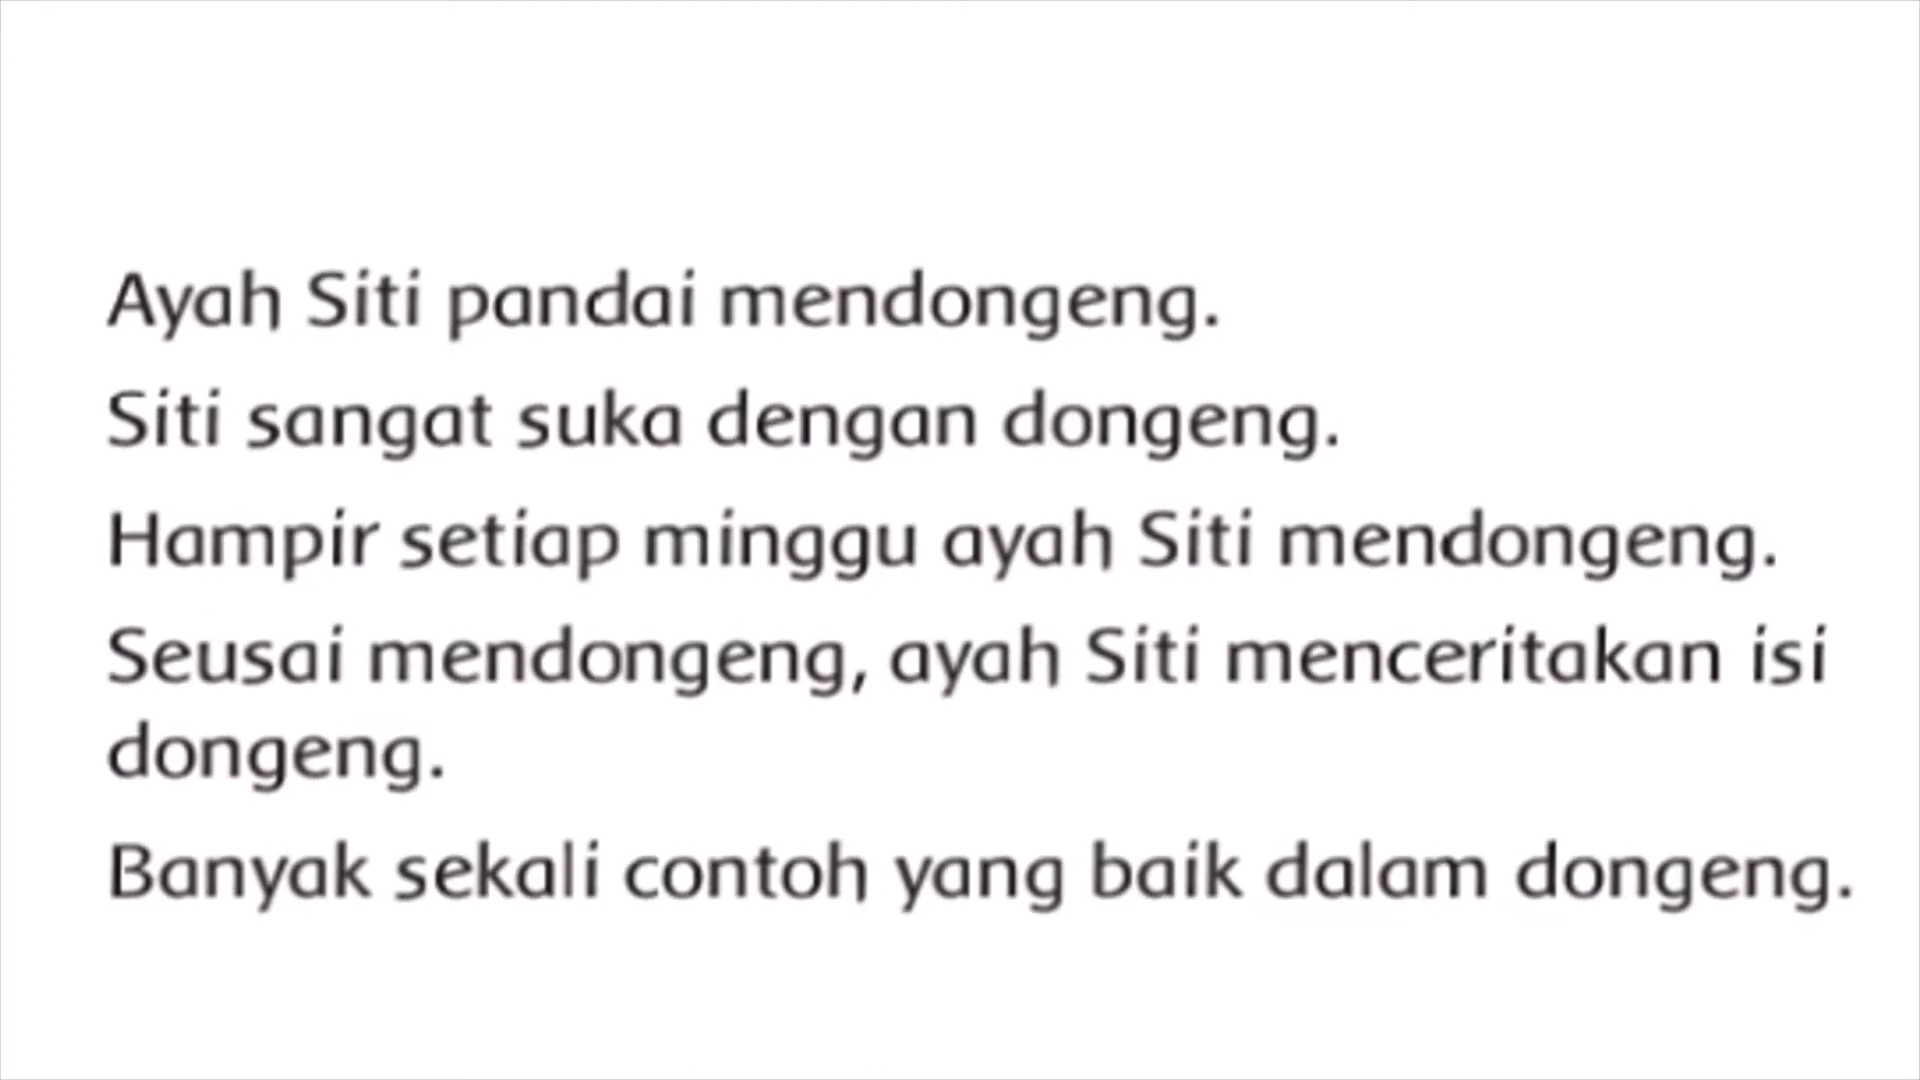 Ayah Siti pandai mendongeng.
Siti sangat suka dengan dongeng.
Hampir setiap minggu ayah Siti mendongeng.
Seusai mendongeng, ayah Siti menceritakan isi
dongeng.
Banyak sekali contoh yang baik dalam dongeng.